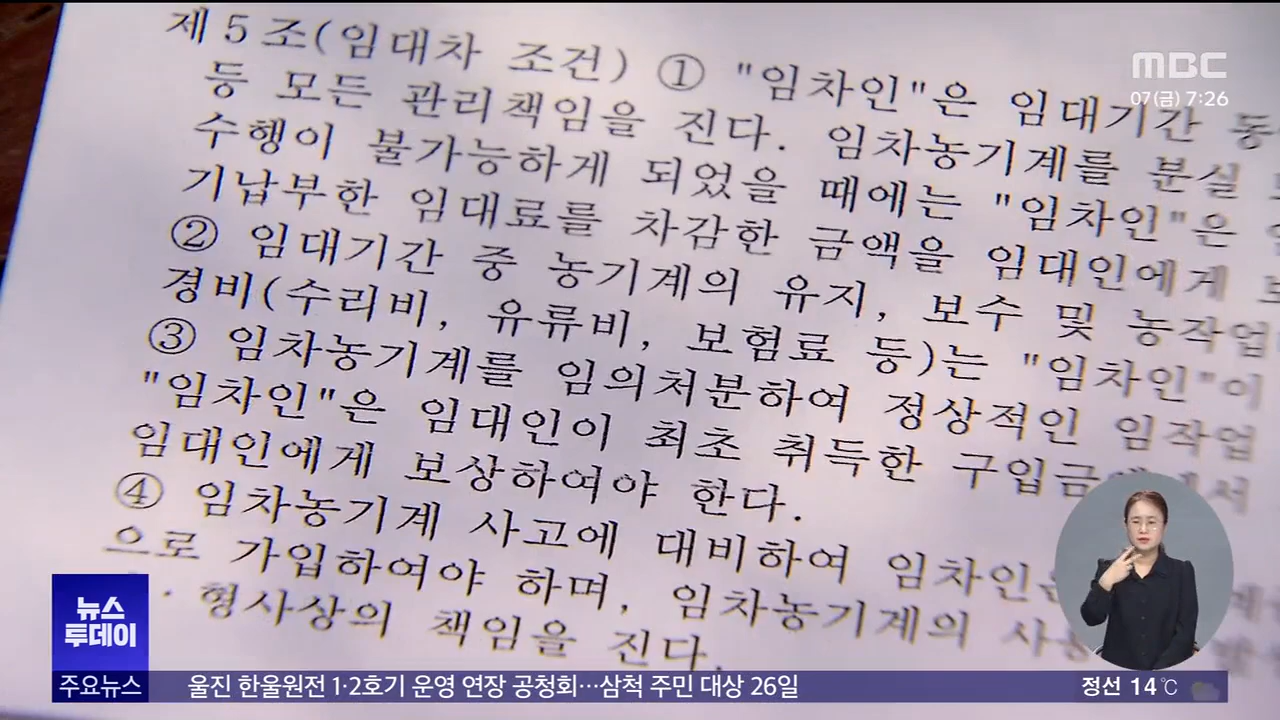 제5조(임대차 조건) ① "임차인"은 임대기간 동
등 모든 관리책임을 진다. 임차농기계를 분실
수행이 불가능하게 되었을 때에는 "임차인"은
기납부한 임대료를 차감한 금액을 임대인에게
② 임대기간 중 농기계의 유지, 보수 및 농작업
경비(수리비, 유류비, 보험료 등)는 "임차인"이
③ 임차농기계를 임의처분하여 정상적인 임작업
"임차인"은 임대인이 최초 취득한
임대인에게 보상하여야 한다.
④ 임차농기계 사고에 대비하여
으로 가입하여야 하며, 임차농기계의
·형사상의 책임을 진다.
MBC
07(금) 7:26
뉴스
투데이
주요뉴스 울진 한울원전 1·2호기 운영 연장 공청회…삼척 주민 대상 26일 정선 14℃